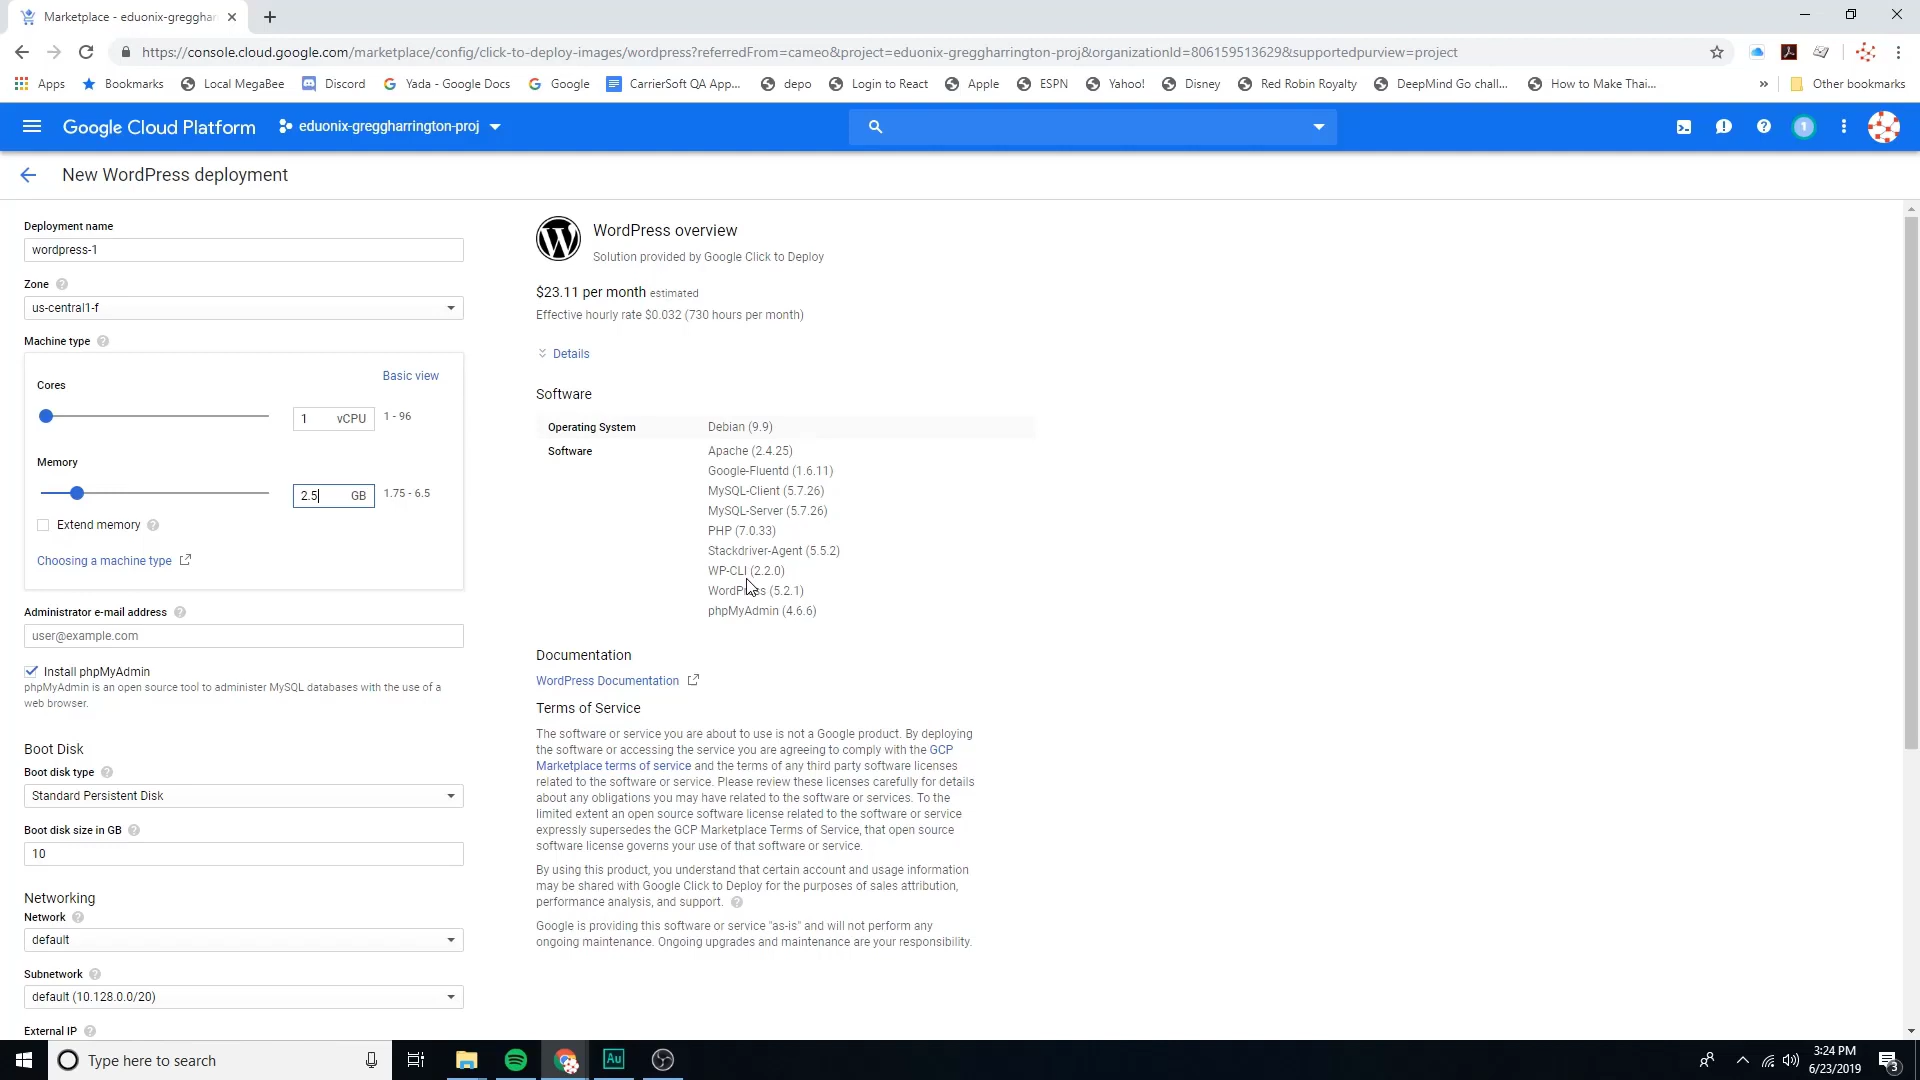 Marketplace - eduonix-greggharr
https://console.cloud.google.com/marketplace/config/click-to-deploy-images/wordpress?referredFrom=cameo&project=eduonix-greggharrington-proj&organizationId=806159513629&supportedpurview=project
Apps
Bookmarks
Local MegaBee
Discord
Yada - Google Docs
Google
CarrierSoft QA App...
depo
Login to React
Apple
ESPN
Yahoo!
Disney
Red Robin Royalty
DeepMind Go chall...
How to Make Thai...
»
Other bookmarks
Google Cloud Platform
eduonix-greggharrington-proj
1
New WordPress deployment
Deployment name
wordpress-1
Zone
us-central1-f
Machine type
Basic view
Cores
1 vCPU
1 - 96
Memory
2.5 GB
1.75 - 6.5
Extend memory
Choosing a machine type
Administrator e-mail address
user@example.com
Install phpMyAdmin
phpMyAdmin is an open source tool to administer MySQL databases with the use of a
web browser.
Boot Disk
Boot disk type
Standard Persistent Disk
Boot disk size in GB
10
Networking
Network
default
Subnetwork
default (10.128.0.0/20)
External IP
WordPress overview
Solution provided by Google Click to Deploy
$23.11 per month estimated
Effective hourly rate $0.032 (730 hours per month)
Details
Software
Operating System
Debian (9.9)
Software
Apache (2.4.25)
Google-Fluentd (1.6.11)
MySQL-Client (5.7.26)
MySQL-Server (5.7.26)
PHP (7.0.33)
Stackdriver-Agent (5.5.2)
WP-CLI (2.2.0)
WordPress (5.2.1)
phpMyAdmin (4.6.6)
Documentation
WordPress Documentation
Terms of Service
The software or service you are about to use is not a Google product. By deploying
the software or accessing the service you are agreeing to comply with the GCP
Marketplace terms of service and the terms of any third party software licenses
related to the software or service. Please review these licenses carefully for details
about any obligations you may have related to the software or services. To the
limited extent an open source software license related to the software or service
expressly supersedes the GCP Marketplace Terms of Service, that open source
software license governs your use of that software or service.
By using this product, you understand that certain account and usage information
may be shared with Google Click to Deploy for the purposes of sales attribution,
performance analysis, and support.
Google is providing this software or service "as-is" and will not perform any
ongoing maintenance. Ongoing upgrades and maintenance are your responsibility.
Type here to search
Au
3:24 PM
6/23/2019
3